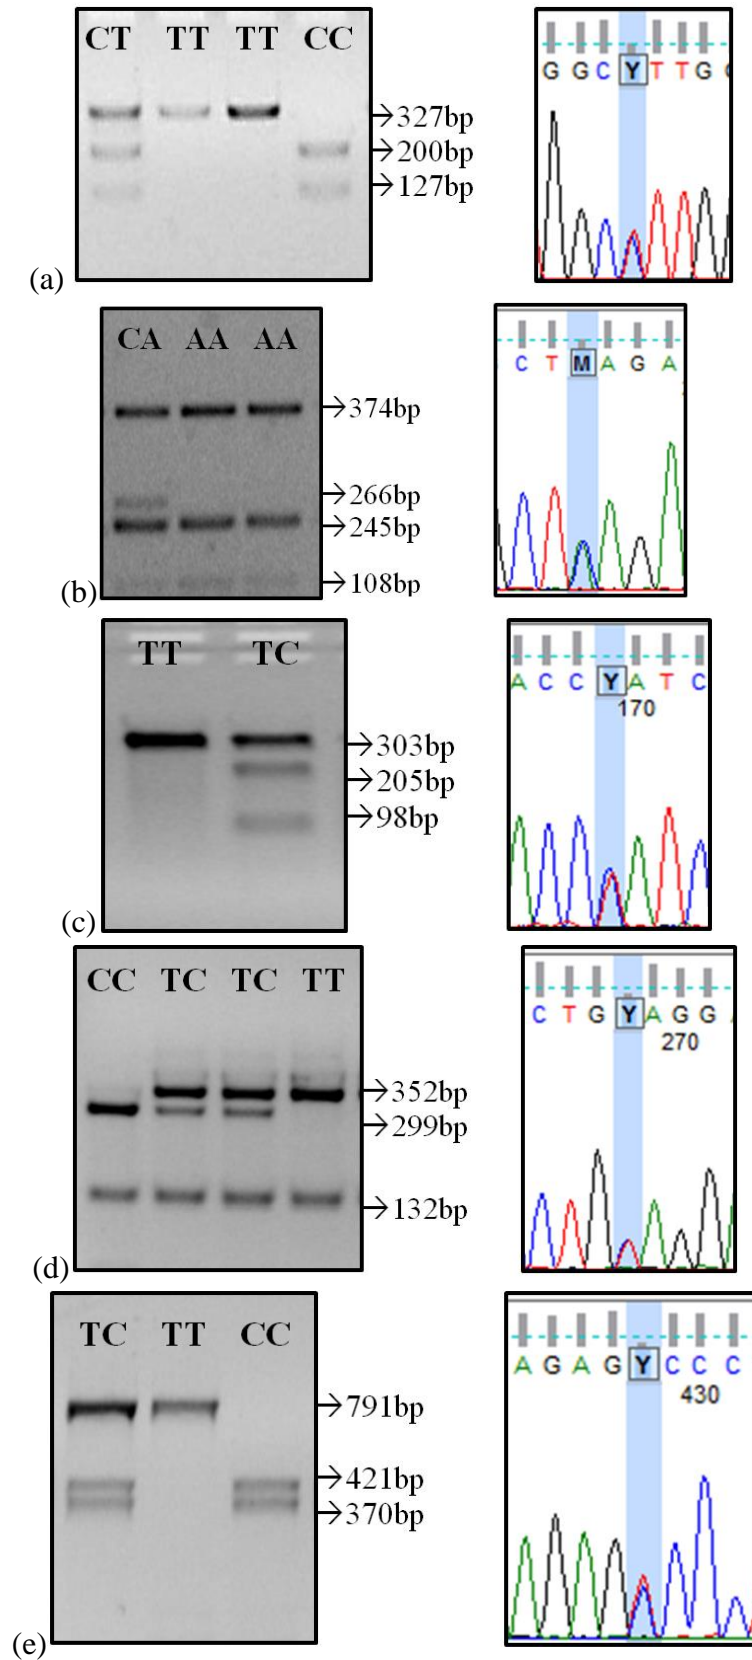 CT TT TT CC
→327bp
→200bp
→127bp
(a)
G G C Y T T G
CA AA AA
→374bp
→266bp
→245bp
→108bp
(b)
C T M A G A
TT TC
→303bp
→205bp
→98bp
(c)
A C C Y A T C
170
CC TC TC TT
→352bp
→299bp
→132bp
(d)
C T G Y A G G
270
TC TT CC
→791bp
→421bp
→370bp
(e)
A G A G Y C C C
430